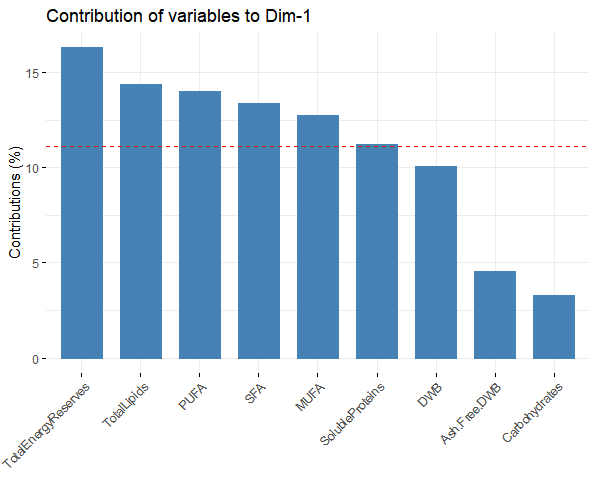 Contribution of variables to Dim-1
Contributions (%)
15
10
5
0
TotalEnergyReserves
TotalLipids
PUFA
SFA
MUFA
SolubleProteins
DWB
Ash.Free.DWB
Carbohydrates